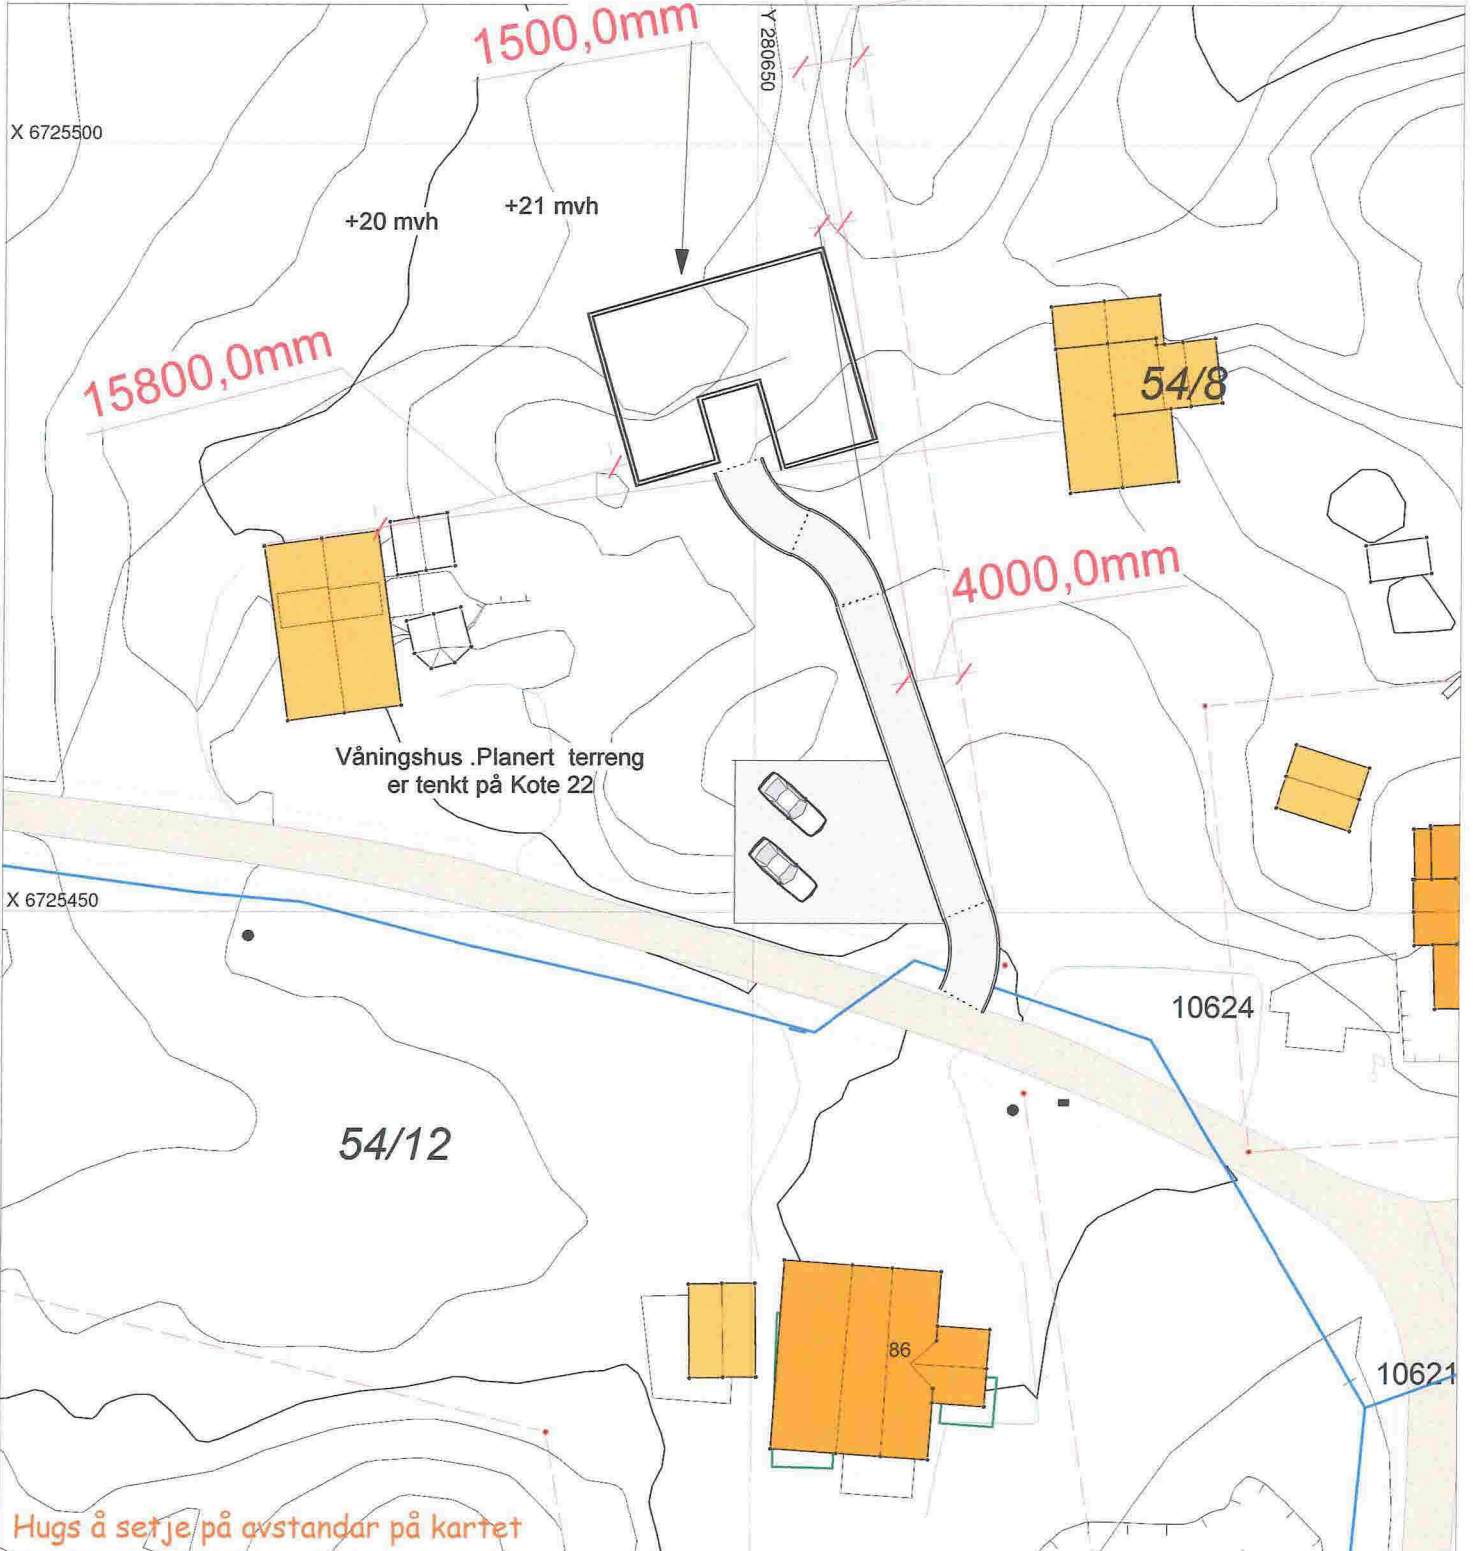 1500,0mm
Y 280650
X 6725500
+20 mvh
+21 mvh
15800,0mm
54/8
4000,0mm
Våningshus .Planert terreng
er tenkt på Kote 22
X 6725450
10624
54/12
86
10621
Hugs å setje på avstandar på kartet